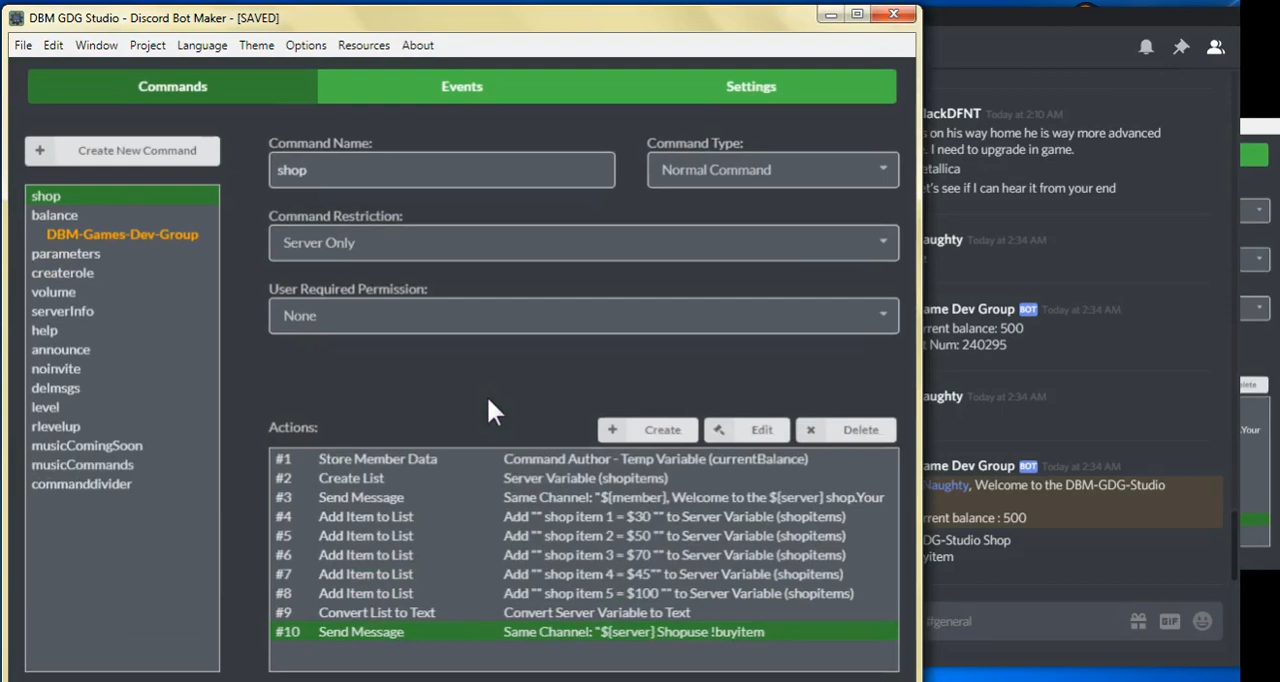 DBM GDG Studio - Discord Bot Maker - [SAVED]
File Edit Window Project Language Theme Options Resources About
Commands Events Settings
+ Create New Command
shop
balance
DBM-Games-Dev-Group
parameters
createrole
volume
serverInfo
help
announce
noinvite
delmsgs
level
rlevelup
musicComingSoon
musicCommands
commanddivider
Command Name:
shop
Command Type:
Normal Command
Command Restriction:
Server Only
User Required Permission:
None
Actions:
+ Create Edit × Delete
#1 Store Member Data Command Author - Temp Variable (currentBalance)
#2 Create List Server Variable (shopitems)
#3 Send Message Same Channel: "$[member], Welcome to the $[server] shop.Your
#4 Add Item to List Add "" shop item 1 = $30 "" to Server Variable (shopitems)
#5 Add Item to List Add "" shop item 2 = $50 "" to Server Variable (shopitems)
#6 Add Item to List Add "" shop item 3 = $70 "" to Server Variable (shopitems)
#7 Add Item to List Add "" shop item 4 = $45"" to Server Variable (shopitems)
#8 Add Item to List Add "" shop item 5 = $100 "" to Server Variable (shopitems)
#9 Convert List to Text Convert Server Variable to Text
#10 Send Message Same Channel: "$[server] Shopuse !buyitem
lackDFNT Today at 2:10 AM
s on his way home he is way more advanced
. I need to upgrade in game.
etallica
et's see if I can hear it from your end
aughty Today at 2:34 AM
ame Dev Group BOT Today at 2:34 AM
rrent balance: 500
t Num: 240295
aughty Today at 2:34 AM
ame Dev Group BOT Today at 2:34 AM
Naughty, Welcome to the DBM-GDG-Studio
rrent balance : 500
DG-Studio Shop
yitem
#general
GIF
elete
.Your